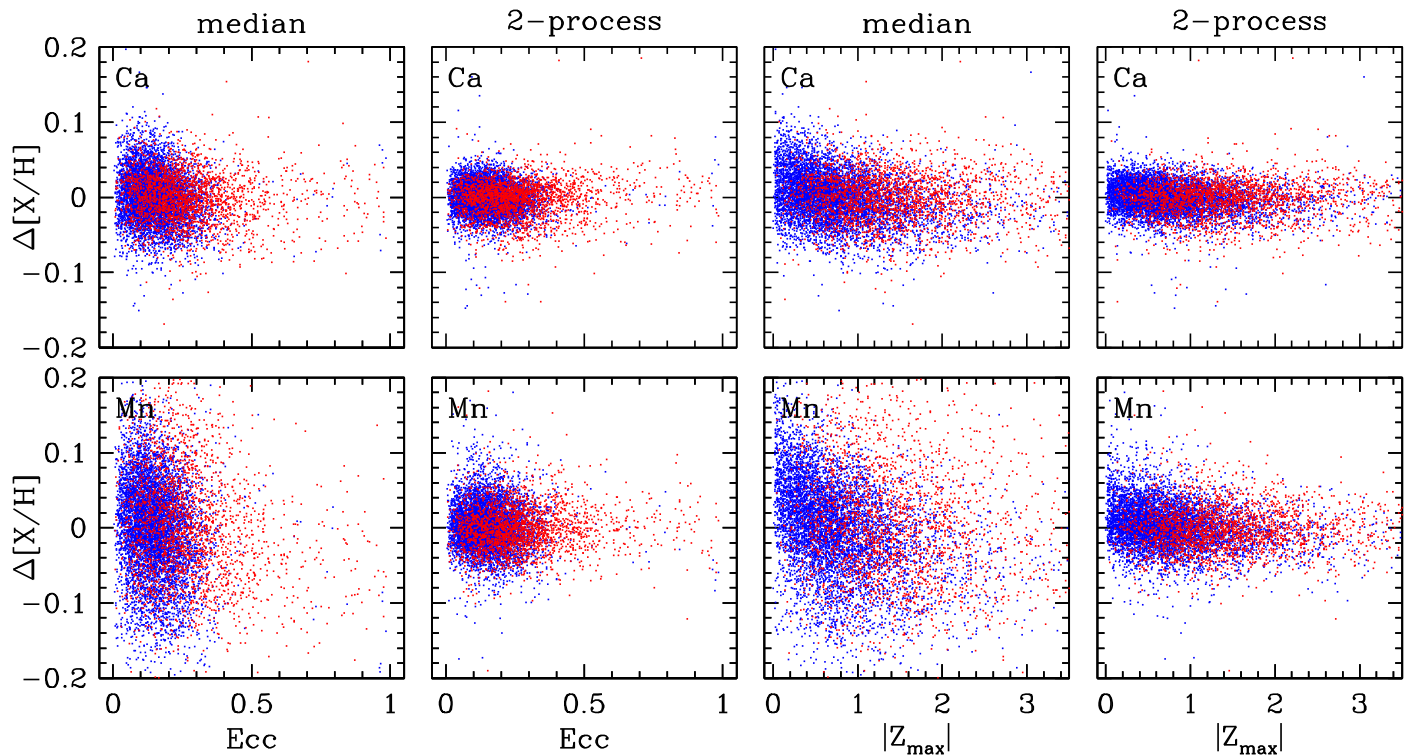 median 2-process median 2-process
0.2 Ca Ca Ca Ca
0.1
0
-0.1
-0.2
Δ[X/H]
0.2 Mn Mn Mn Mn
0.1
0
-0.1
-0.2
Δ[X/H]
0 0.5 1 0 0.5 1 0 1 2 3 0 1 2 3
Ecc Ecc |Zmax| |Zmax|